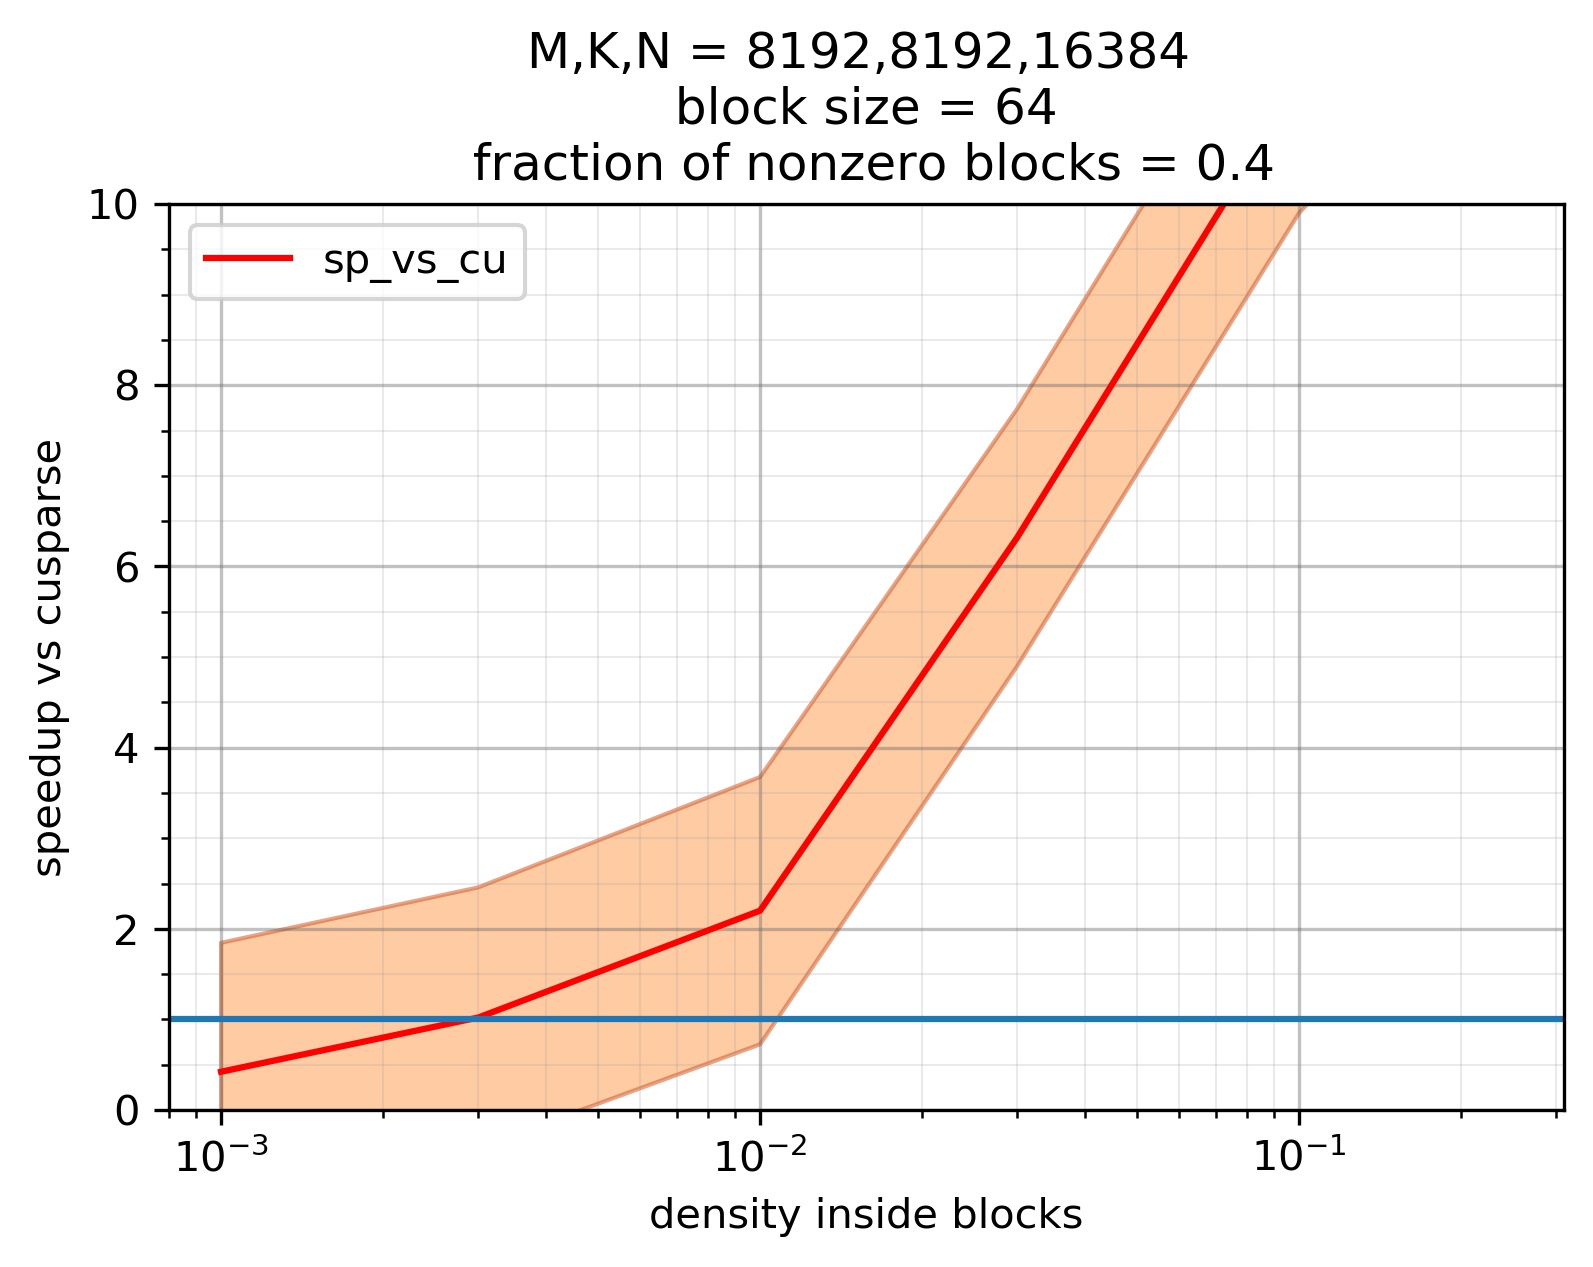 M,K,N = 8192,8192,16384
block size = 64
fraction of nonzero blocks = 0.4
sp_vs_cu
speedup vs cusparse
10
8
6
4
2
0
10⁻³ 10⁻² 10⁻¹
density inside blocks